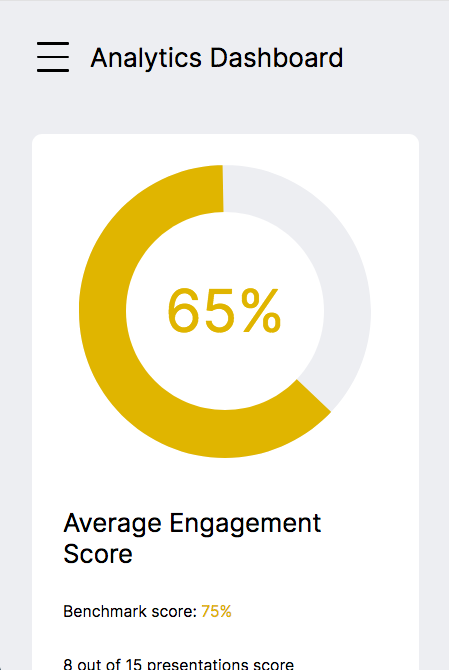 Analytics Dashboard
65%
Average Engagement
Score
Benchmark score: 75%
8 out of 15 presentations score